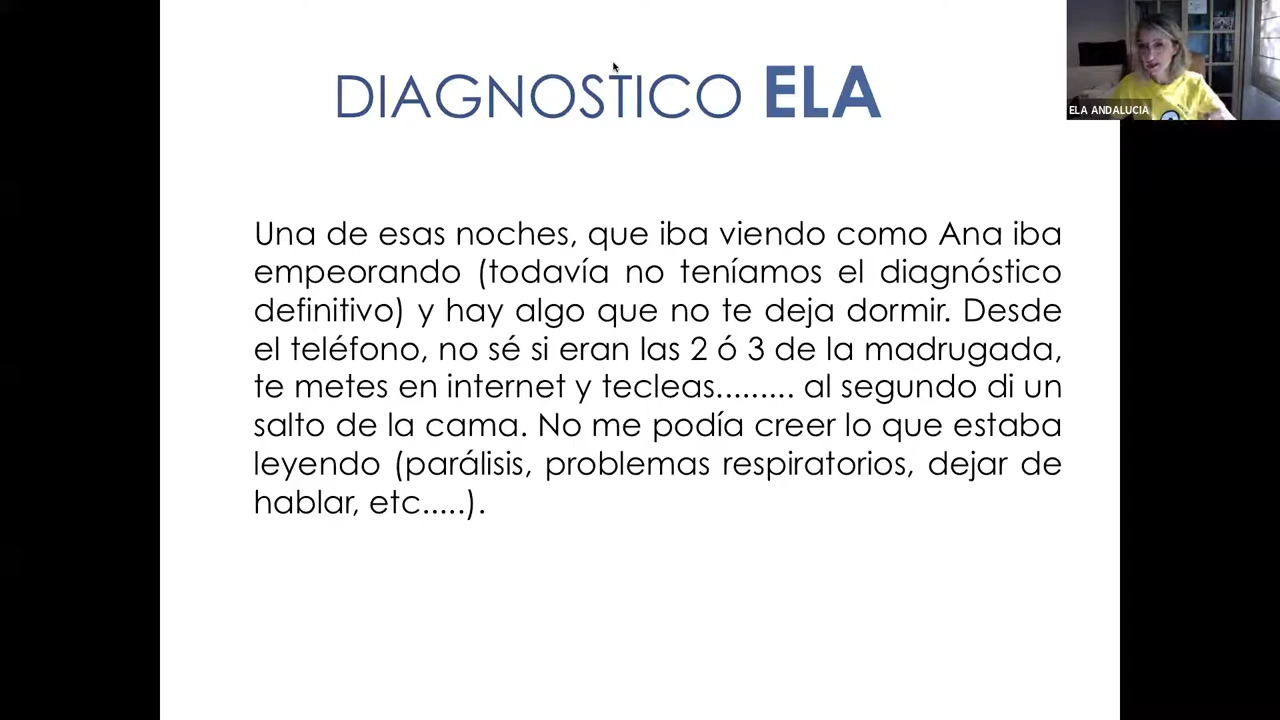 DIAGNOSTICO ELA
ELA ANDALUCIA
Una de esas noches, que iba viendo como Ana iba
empeorando (todavía no teníamos el diagnóstico
definitivo) y hay algo que no te deja dormir. Desde
el teléfono, no sé si eran las 2 ó 3 de la madrugada,
te metes en internet y tecleas......... al segundo di un
salto de la cama. No me podía creer lo que estaba
leyendo (parálisis, problemas respiratorios, dejar de
hablar, etc.....).